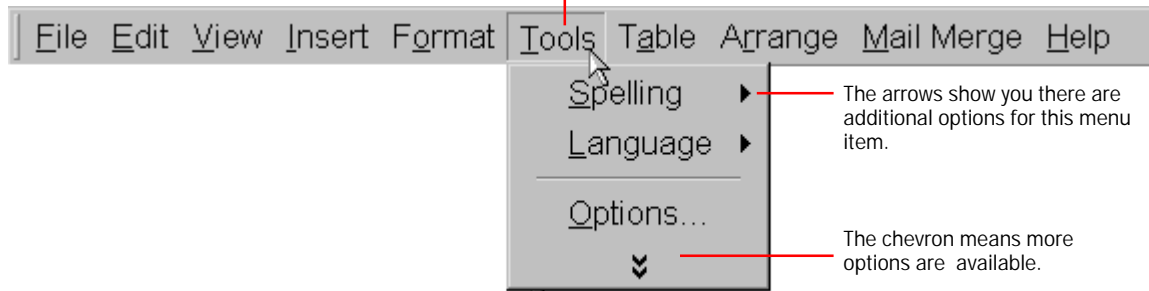 File Edit View Insert Format Tools Table Arrange Mail Merge Help
Spelling
Language
Options...
The arrows show you there are
additional options for this menu
item.
The chevron means more
options are available.